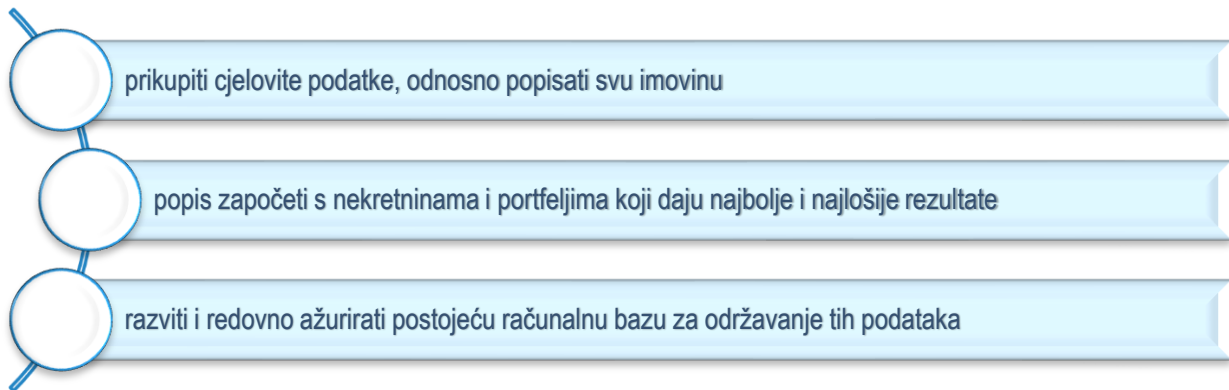 prikupiti cjelovite podatke, odnosno popisati svu imovinu
popis započeti s nekretninama i portfeljima koji daju najbolje i najlošije rezultate
razviti i redovno ažurirati postojeću računalnu bazu za održavanje tih podataka